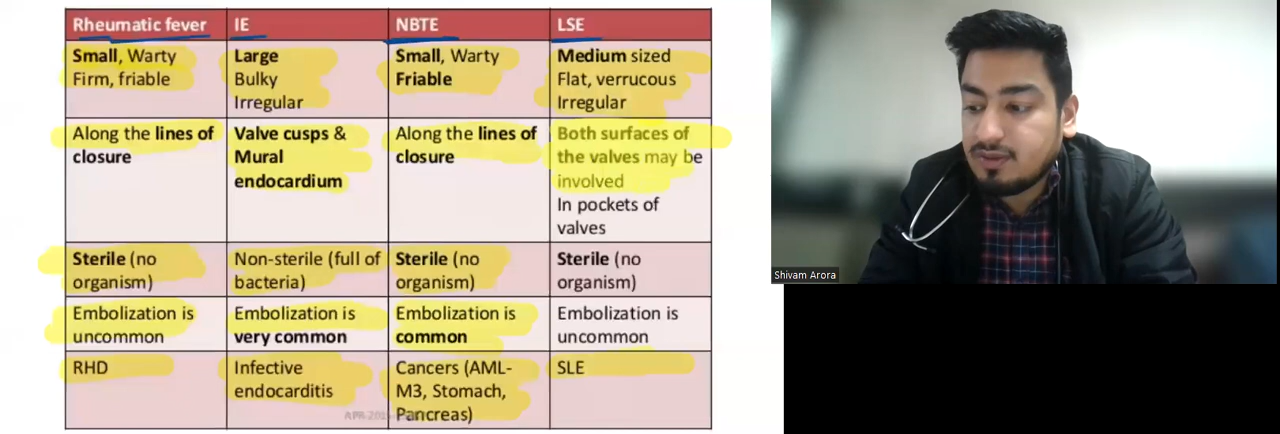 Rheumatic fever
IE
NBTE
LSE
Small, Warty
Firm, friable
Large
Bulky
Irregular
Small, Warty
Friable
Medium sized
Flat, verrucous
Irregular
Along the lines of
closure
Valve cusps &
Mural
endocardium
Along the lines of
closure
Both surfaces of
the valves may be
involved
In pockets of
valves
Sterile (no
organism)
Non-sterile (full of
bacteria)
Sterile (no
organism)
Sterile (no
organism)
Embolization is
uncommon
Embolization is
very common
Embolization is
common
Embolization is
uncommon
RHD
Infective
endocarditis
Cancers (AML-
M3, Stomach,
Pancreas)
SLE
Shivam Arora